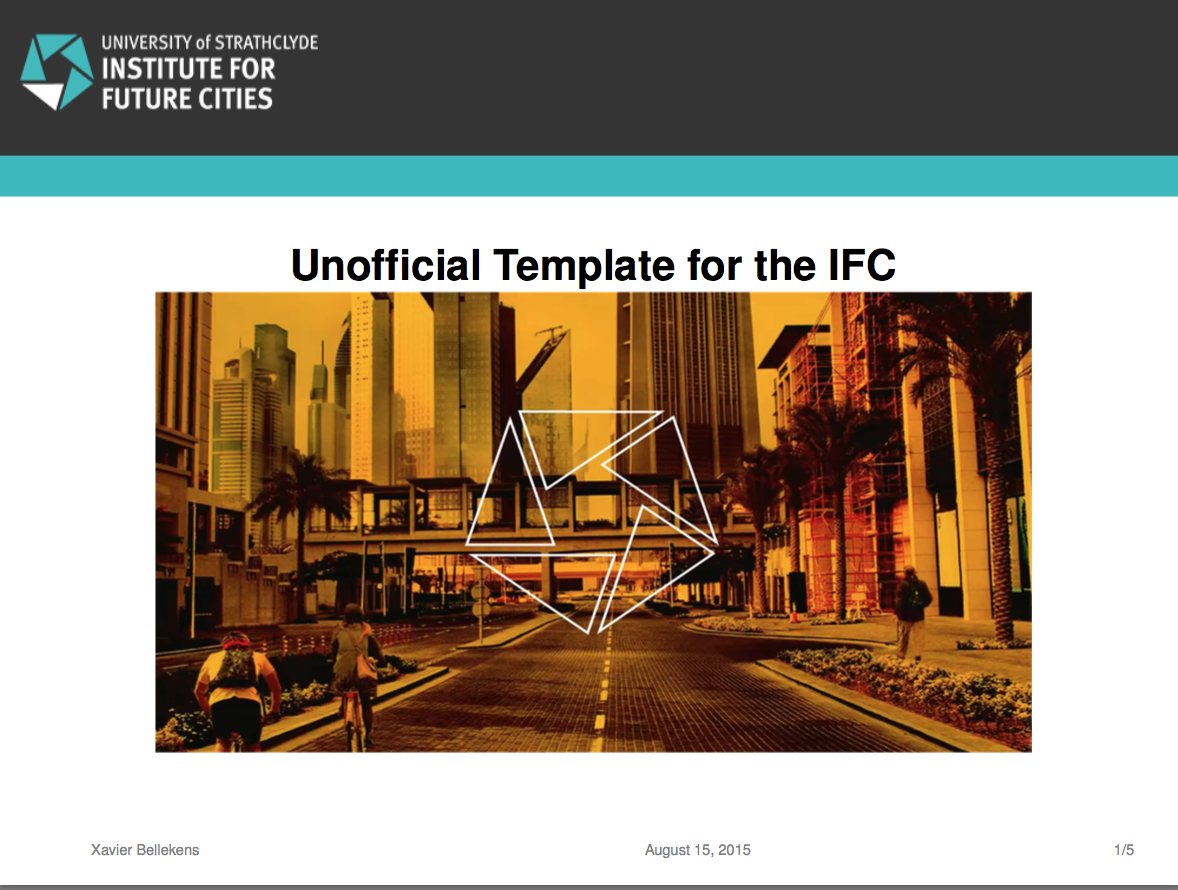 UNIVERSITY of STRATHCLYDE
INSTITUTE FOR
FUTURE CITIES
Unofficial Template for the IFC
Xavier Bellekens
August 15, 2015
1/5